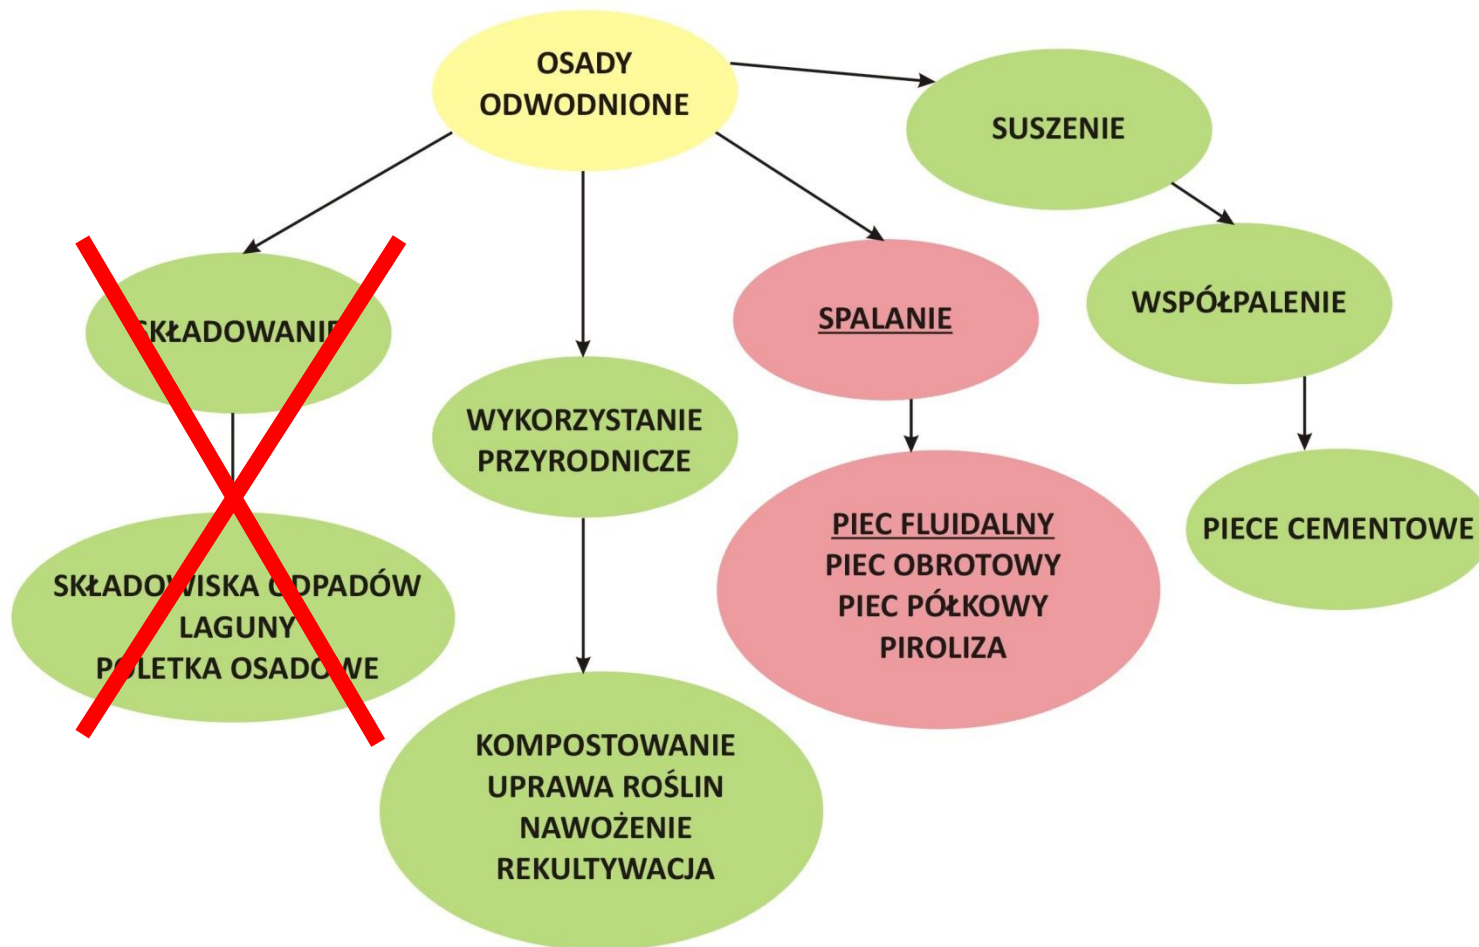 OSADY
ODWODNIONE
SUSZENIE
SKŁADOWANIE
WYKORZYSTANIE
PRZYRODNICZE
SPALANIE
WSPÓŁPALENIE
SKŁADOWISKA ODPADÓW
LAGUNY
POLETKA OSADOWE
KOMPOSTOWANIE
UPRAWA ROŚLIN
NAWOŻENIE
REKULTYWACJA
PIEC FLUIDALNY
PIEC OBROTOWY
PIEC PÓŁKOWY
PIROLIZA
PIECE CEMENTOWE